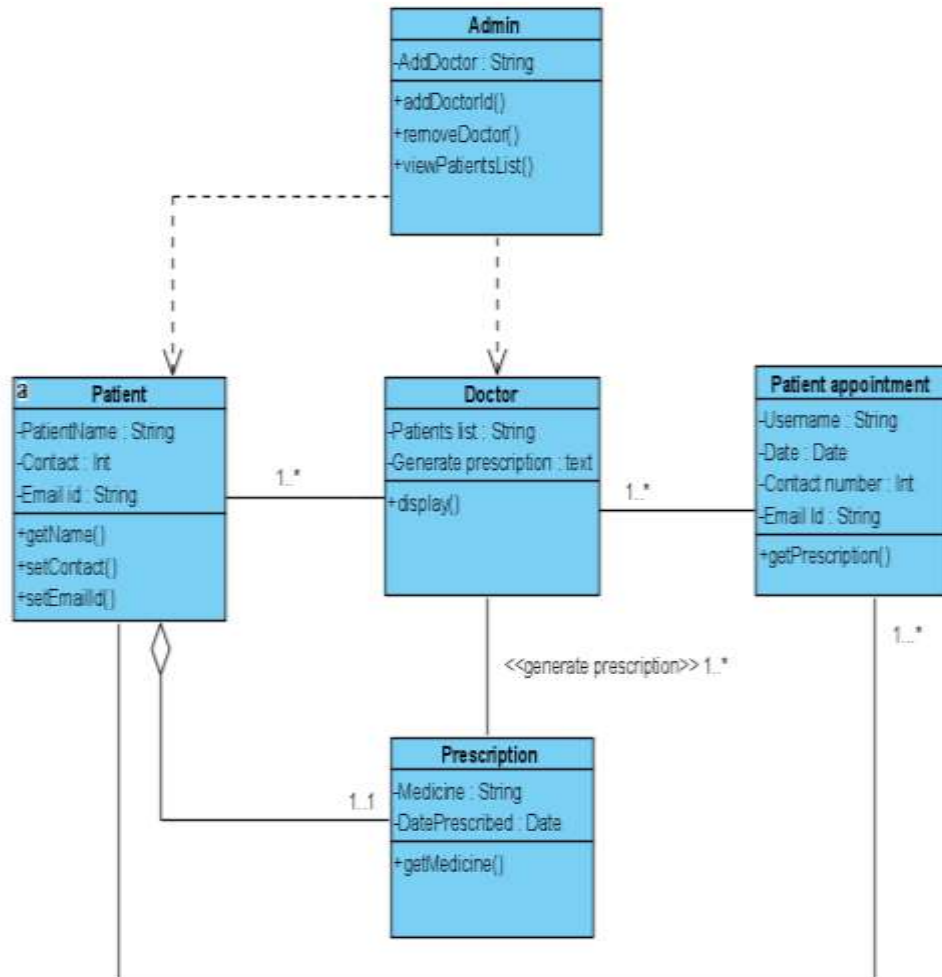 Admin
-AddDoctor : String
+addDoctorId()
+removeDoctor()
+viewPatientsList()
a
Patient
-PatientName : String
-Contact : Int
-Email id : String
+getName()
+setContact()
+setEmailId()
1..*
Doctor
-Patients list : String
-Generate prescription : text
+display()
1..*
Patient appointment
-Username : String
-Date : Date
-Contact number : Int
-Email Id : String
+getPrescription()
1..*
<<generate prescription>> 1..*
1..1
Prescription
-Medicine : String
-DatePrescribed : Date
+getMedicine()